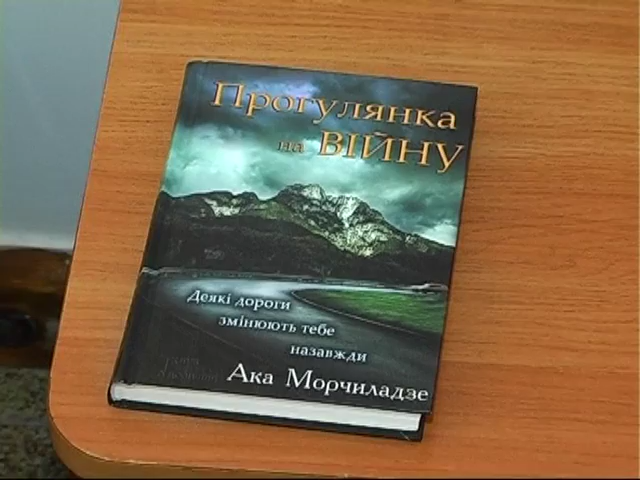 Прогулянка
на ВІЙНУ
Деякі дороги
змінюють тебе
назавжди
Ака Морчиладзе